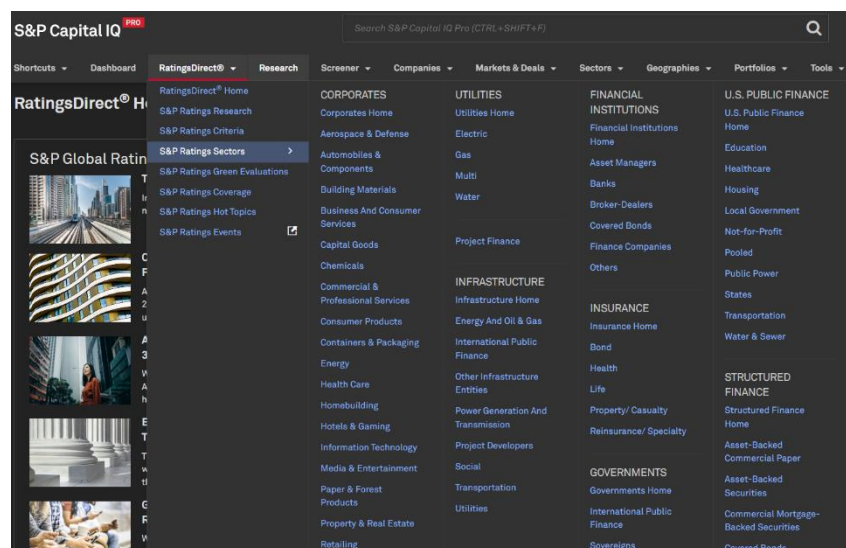 S&P Capital IQ PRO
Search S&P Capital IQ Pro (CTRL+SHIFT+F)
Shortcuts
Dashboard
RatingsDirect®
Research
Screener
Companies
Markets & Deals
Sectors
Geographies
Portfolios
Tools
RatingsDirect® H
S&P Global Ratin
RatingsDirect® Home
S&P Ratings Research
S&P Ratings Criteria
S&P Ratings Sectors
S&P Ratings Green Evaluations
S&P Ratings Coverage
S&P Ratings Hot Topics
S&P Ratings Events
CORPORATES
Corporates Home
Aerospace & Defense
Automobiles &
Components
Building Materials
Business And Consumer
Services
Capital Goods
Chemicals
Commercial &
Professional Services
Consumer Products
Containers & Packaging
Energy
Health Care
Homebuilding
Hotels & Gaming
Information Technology
Media & Entertainment
Paper & Forest
Products
Property & Real Estate
Retailing
UTILITIES
Utilities Home
Electric
Gas
Multi
Water
Project Finance
INFRASTRUCTURE
Infrastructure Home
Energy And Oil & Gas
International Public
Finance
Other Infrastructure
Entities
Power Generation And
Transmission
Project Developers
Social
Transportation
Utilities
FINANCIAL
INSTITUTIONS
Financial Institutions
Home
Asset Managers
Banks
Broker-Dealers
Covered Bonds
Finance Companies
Others
INSURANCE
Insurance Home
Bond
Health
Life
Property/ Casualty
Reinsurance/ Specialty
GOVERNMENTS
Governments Home
International Public
Finance
Sovereigns
U.S. PUBLIC FINANCE
U.S. Public Finance
Home
Education
Healthcare
Housing
Local Government
Not-for-Profit
Pooled
Public Power
States
Transportation
Water & Sewer
STRUCTURED
FINANCE
Structured Finance
Home
Asset-Backed
Commercial Paper
Asset-Backed
Securities
Commercial Mortgage-
Backed Securities
Covered Bonds